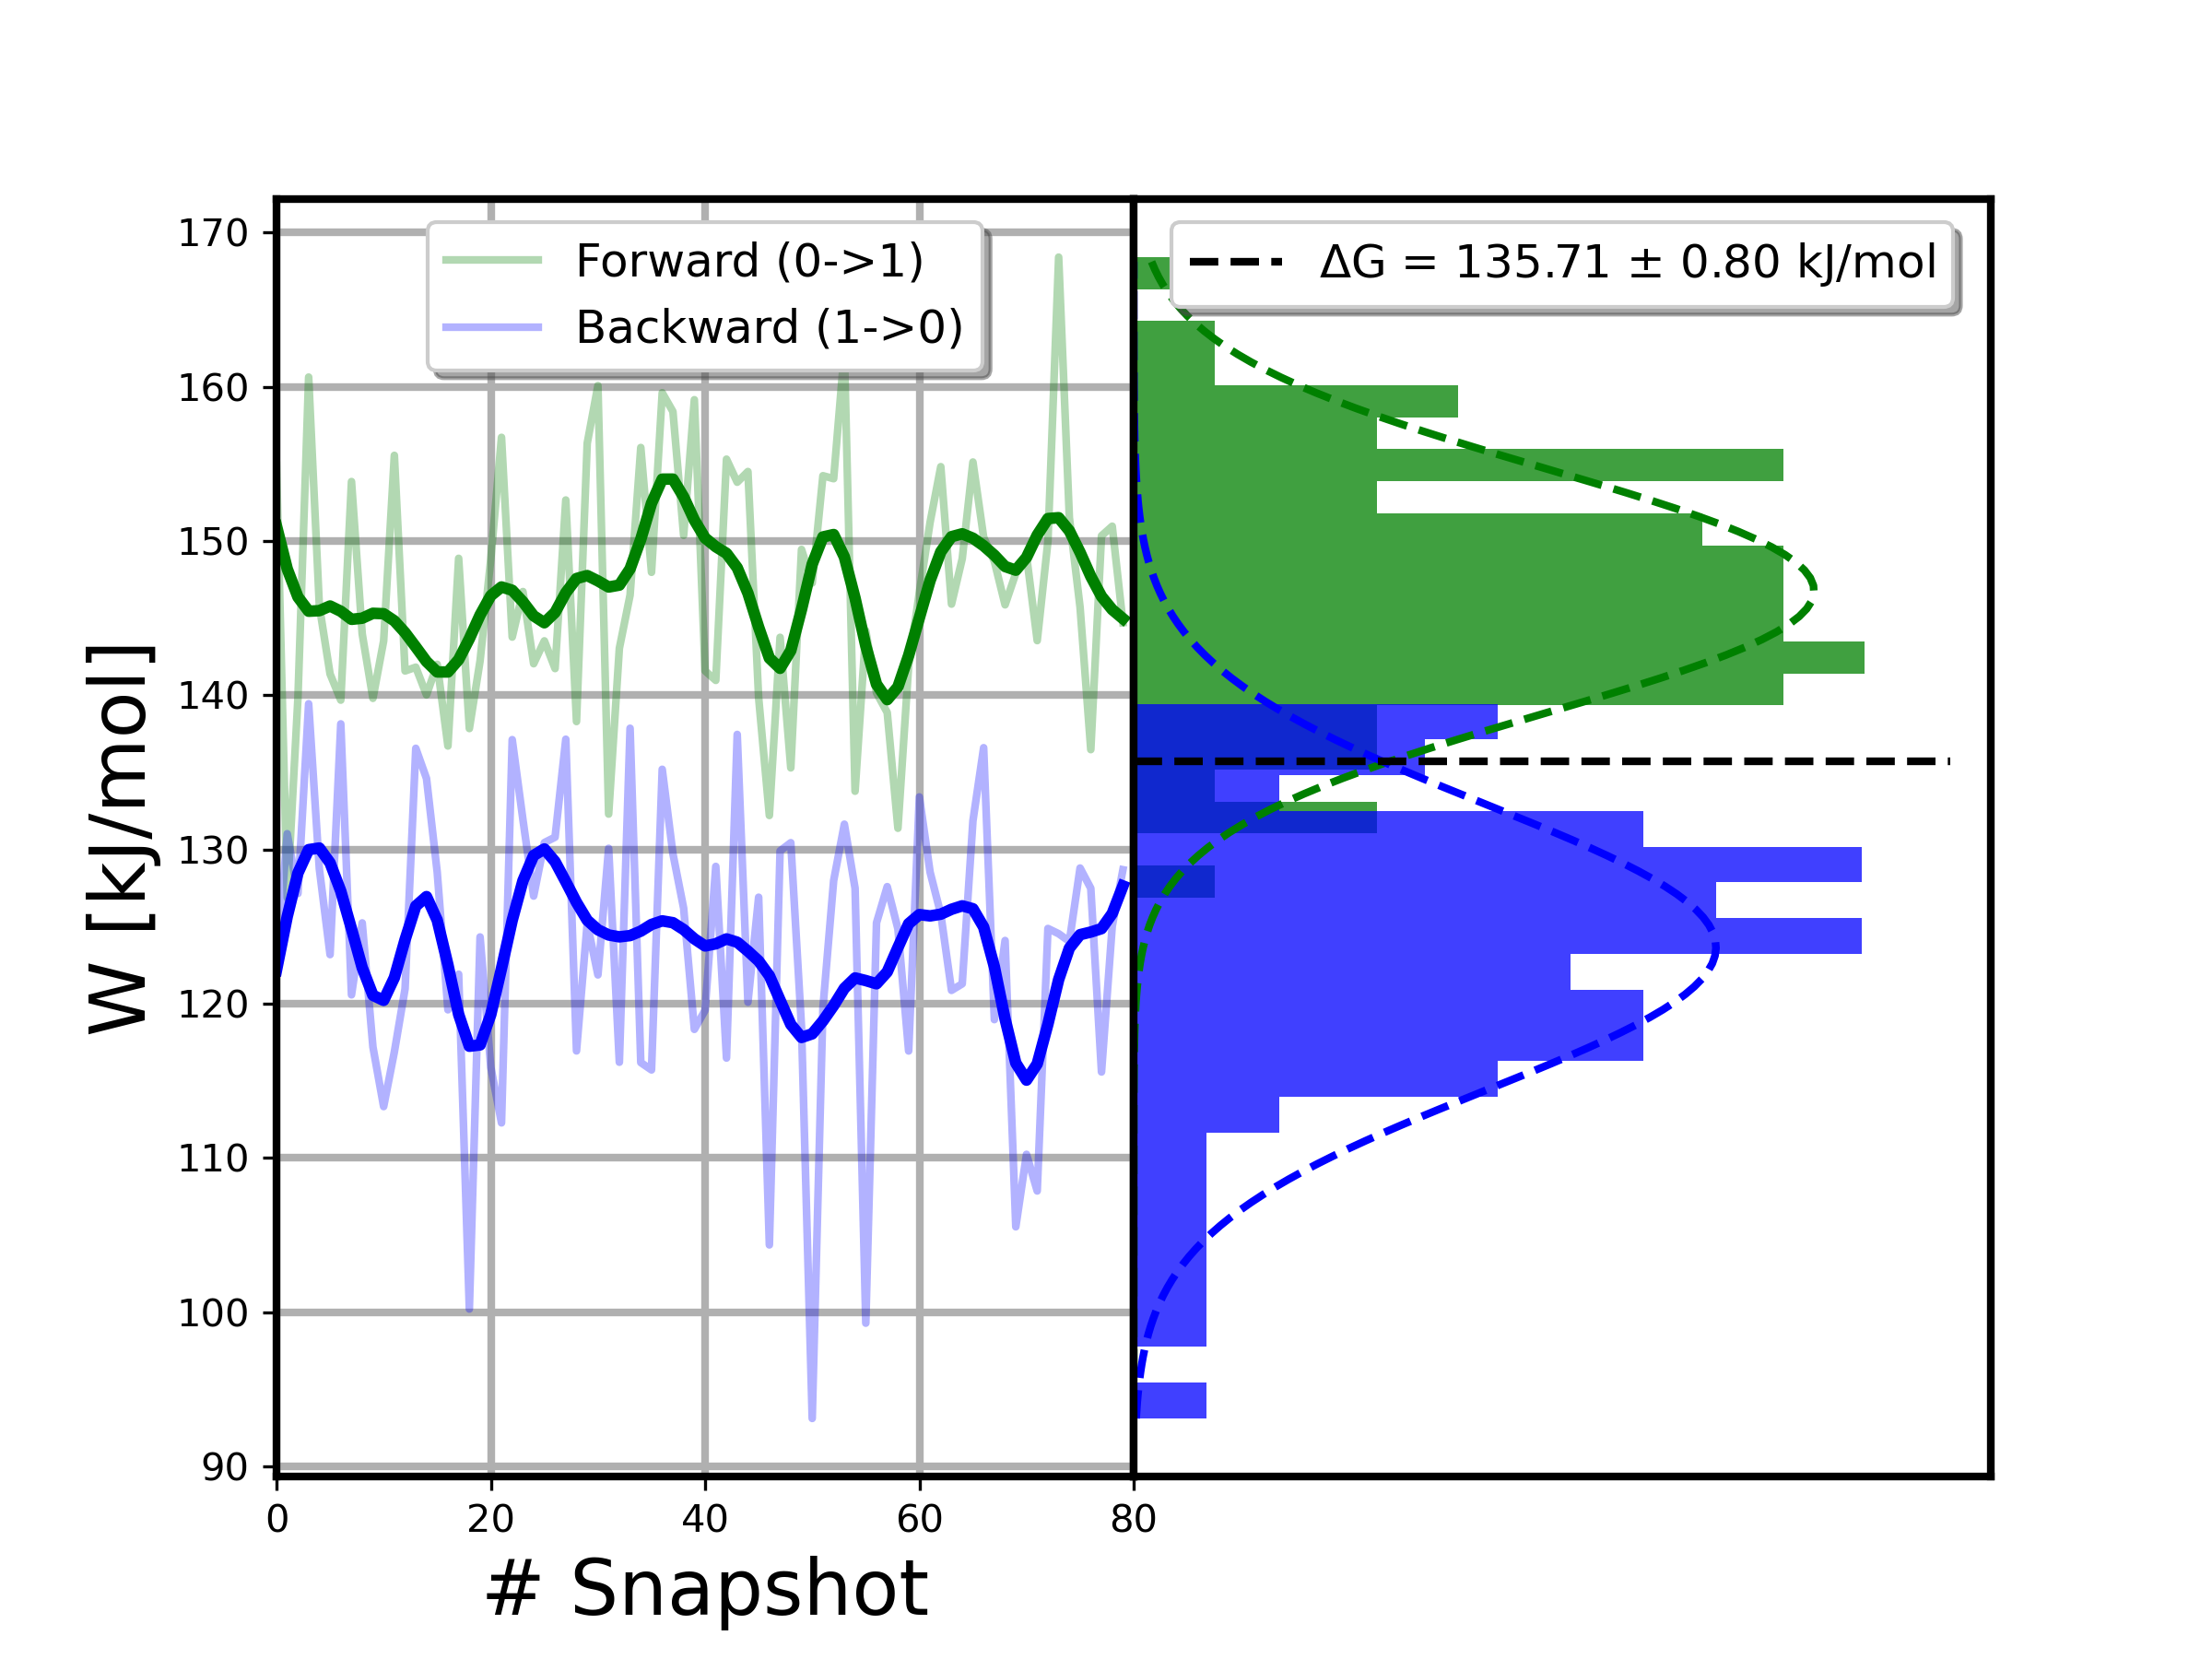 Forward (0->1)
Backward (1->0)
ΔG = 135.71 ± 0.80 kJ/mol
W [kJ/mol]
170
160
150
140
130
120
110
100
90
0 20 40 60 80
# Snapshot